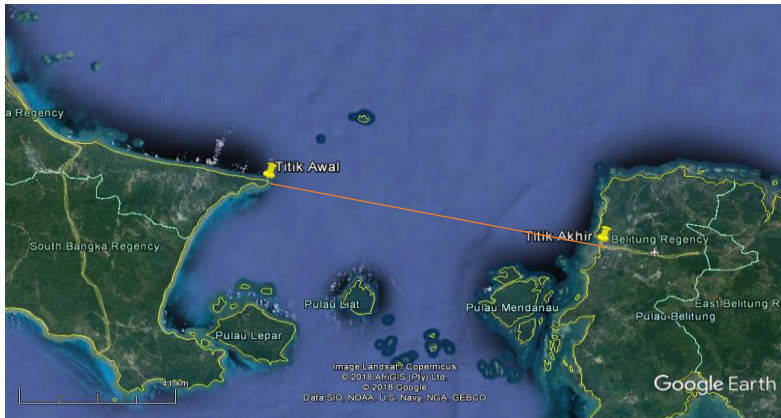 a Regency
Titik Awal
South Bangka Regency
Titik Akhir
Belitung Regency
Pulau Liat
Pulau Mendanau
East Belitung R
Pulau Lepar
Pulau Belitung
41 km
Image Landsat / Copernicus
© 2018 AfriGIS (Pty) Ltd.
© 2018 Google
Data SIO, NOAA, U.S. Navy, NGA, GEBCO
Google Earth